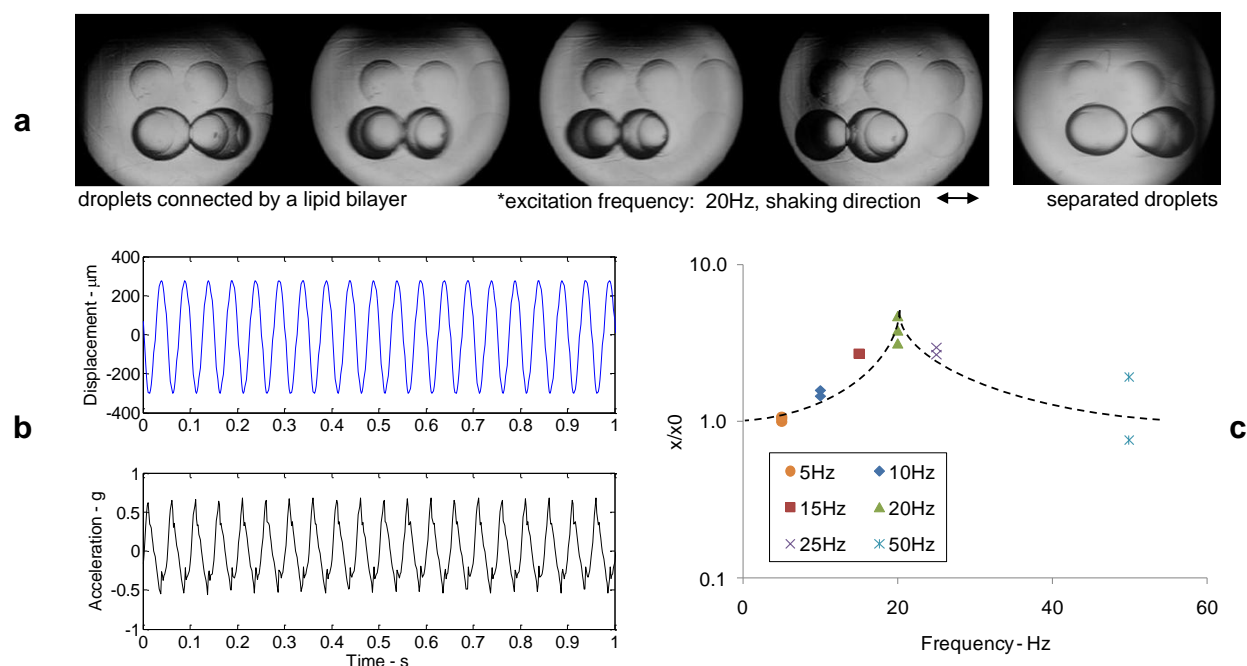 a
droplets connected by a lipid bilayer
*excitation frequency: 20Hz, shaking direction
separated droplets
b
400
200
0
-200
-400
Displacement - μm
0 0.1 0.2 0.3 0.4 0.5 0.6 0.7 0.8 0.9 1
1
0.5
0
-0.5
-1
Acceleration - g
0 0.1 0.2 0.3 0.4 0.5 0.6 0.7 0.8 0.9 1
Time - s
c
10.0
1.0
0.1
x/x0
5Hz 10Hz
15Hz 20Hz
25Hz 50Hz
0 20 40 60
Frequency - Hz